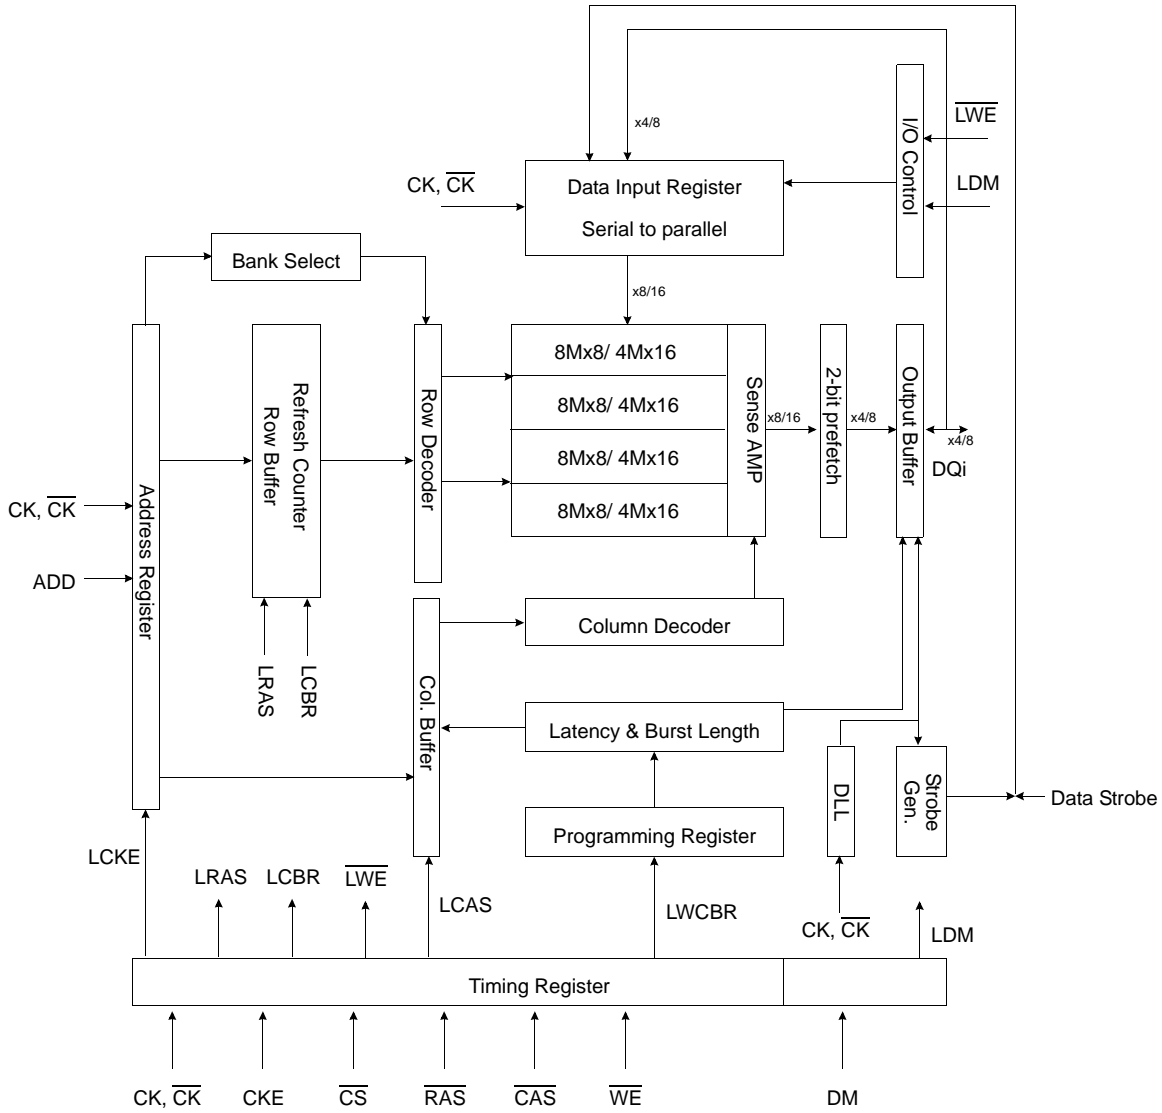 x4/8
LWE
I/O Control
CK, CK
Data Input Register
Serial to parallel
LDM
Bank Select
x8/16
Address Register
Refresh Counter
Row Buffer
Row Decoder
8Mx8/ 4Mx16
8Mx8/ 4Mx16
8Mx8/ 4Mx16
8Mx8/ 4Mx16
Sense AMP
x8/16
2-bit prefetch
x4/8
Output Buffer
x4/8
DQi
CK, CK
ADD
LRAS
LCBR
Col. Buffer
Column Decoder
Latency & Burst Length
Programming Register
DLL
Strobe
Gen.
Data Strobe
LCKE
LRAS
LCBR
LWE
LCAS
LWCBR
CK, CK
LDM
Timing Register
CK, CK
CKE
CS
RAS
CAS
WE
DM